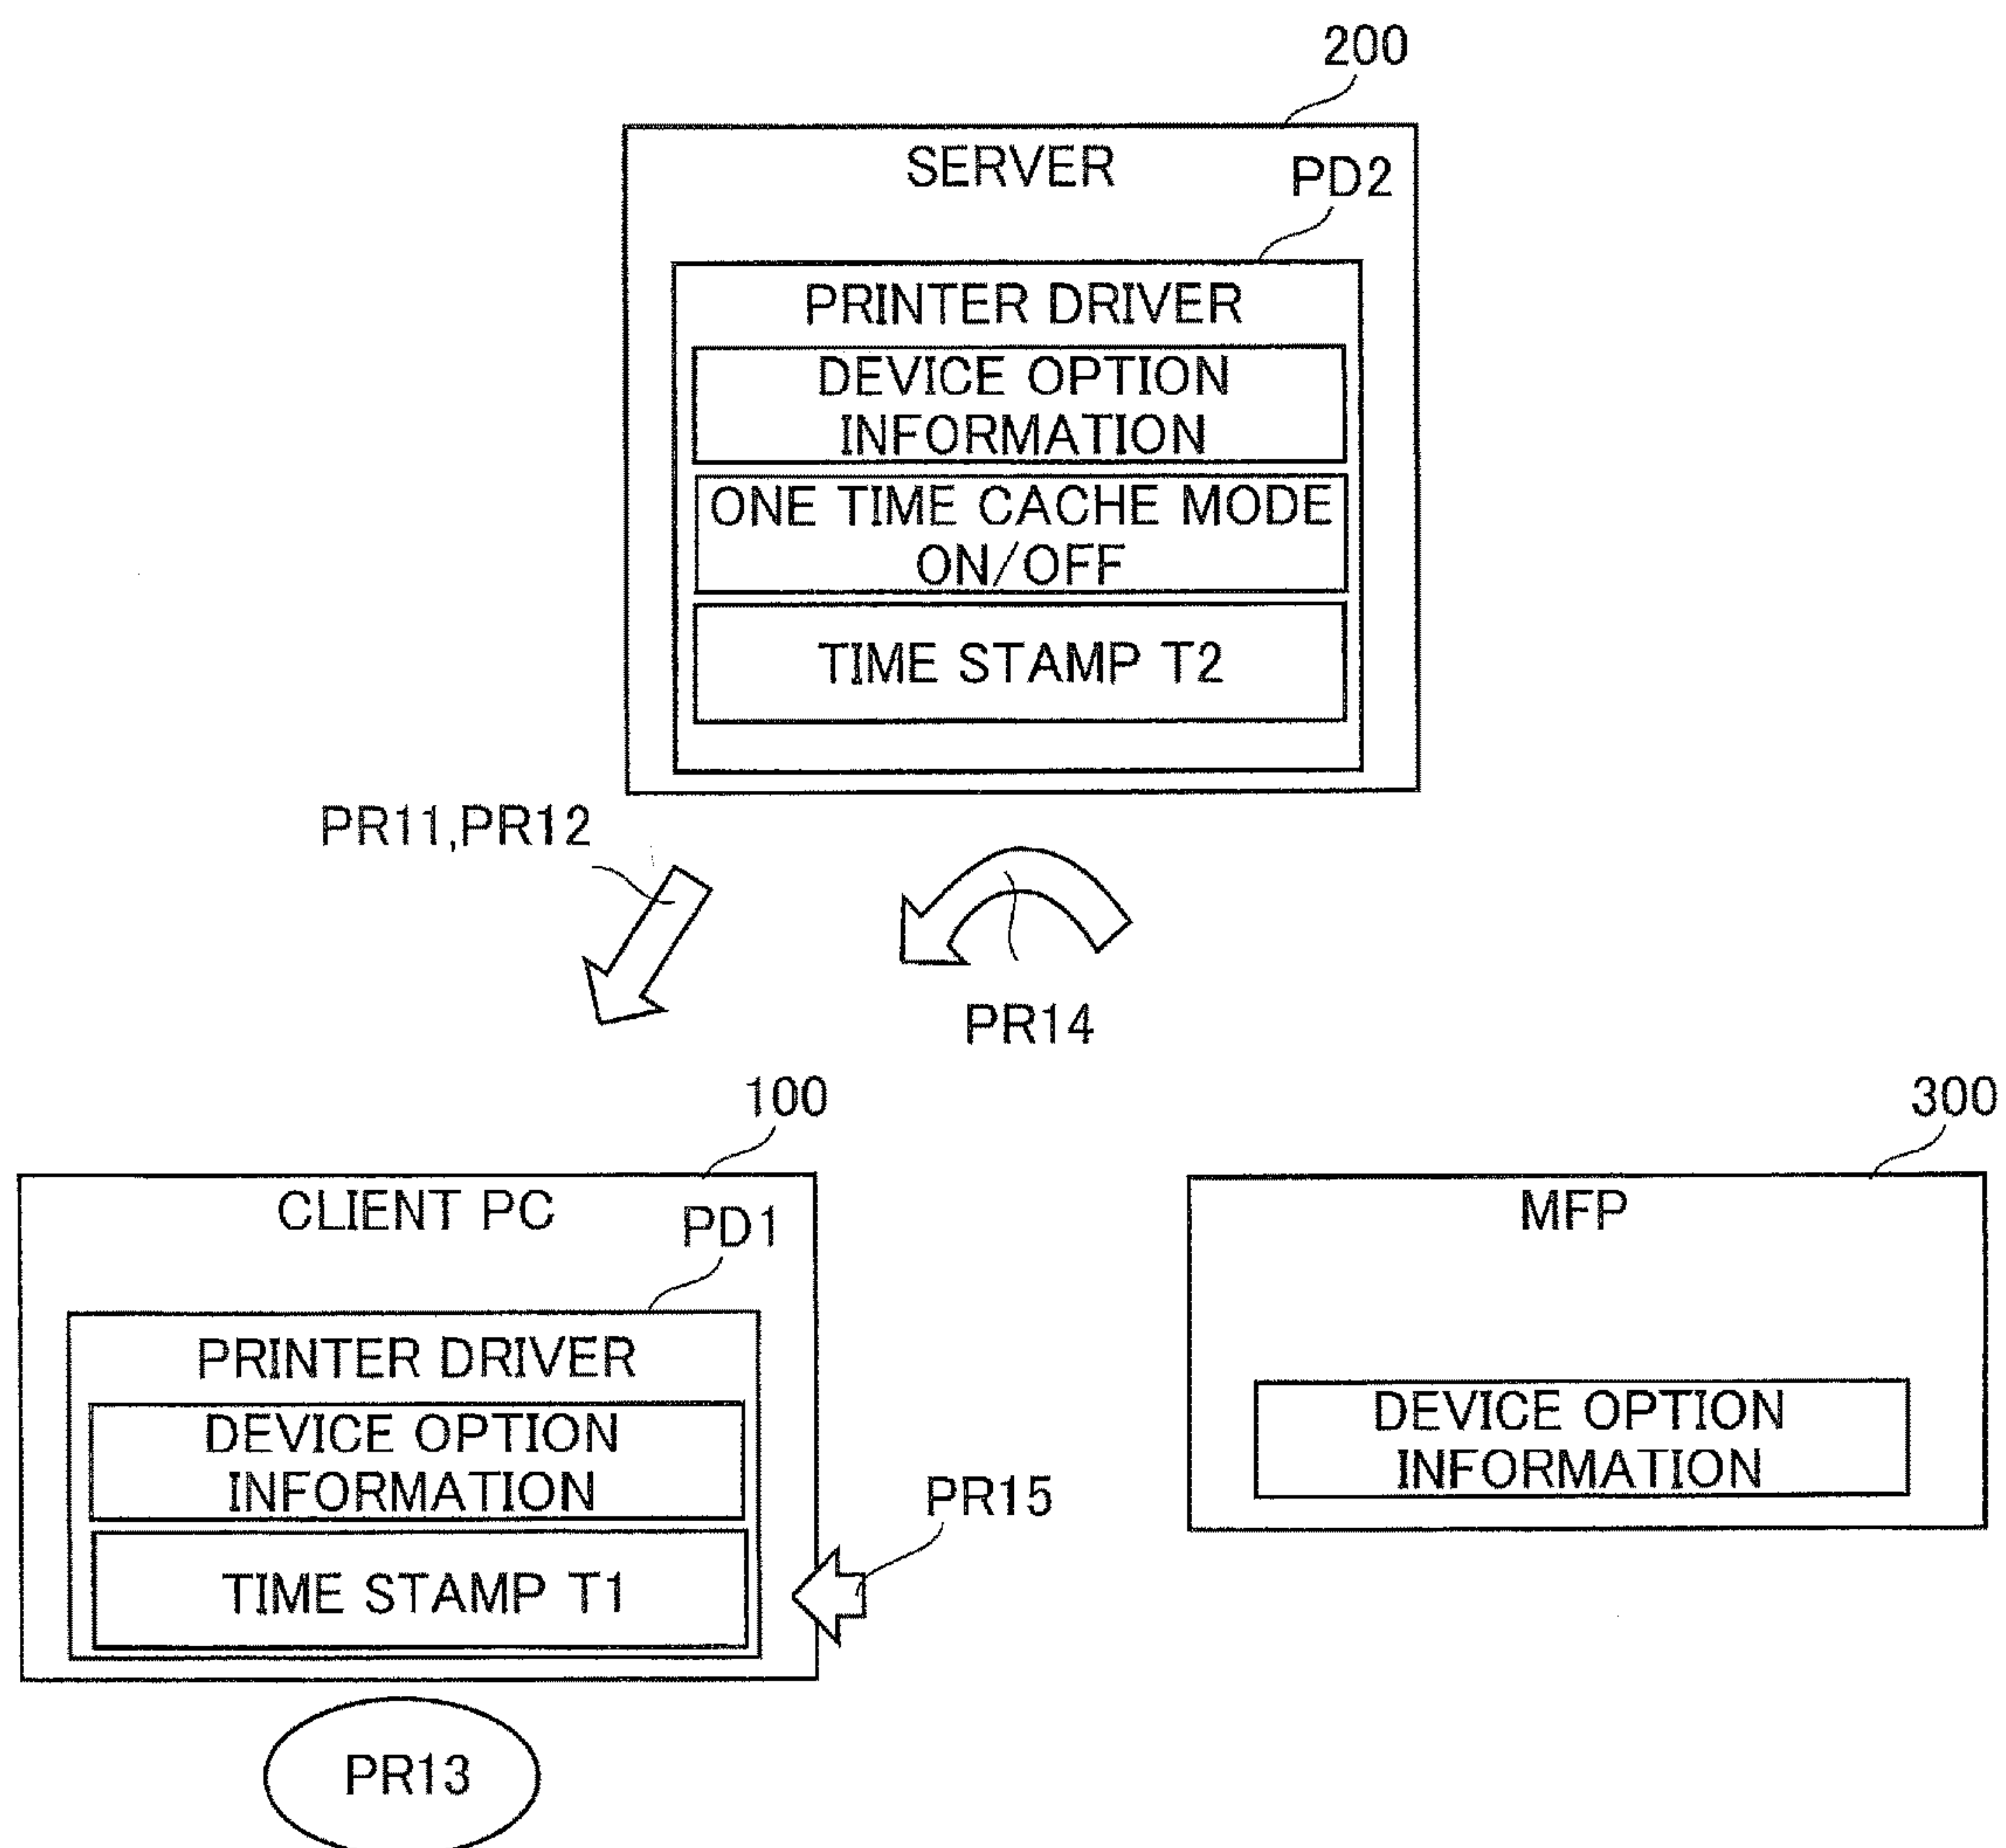 200
SERVER
PD2
PRINTER DRIVER
DEVICE OPTION
INFORMATION
ONE TIME CACHE MODE
ON/OFF
TIME STAMP T2
PR11,PR12
PR14
100
CLIENT PC
PD1
PRINTER DRIVER
DEVICE OPTION
INFORMATION
TIME STAMP T1
PR15
PR13
300
MFP
DEVICE OPTION
INFORMATION